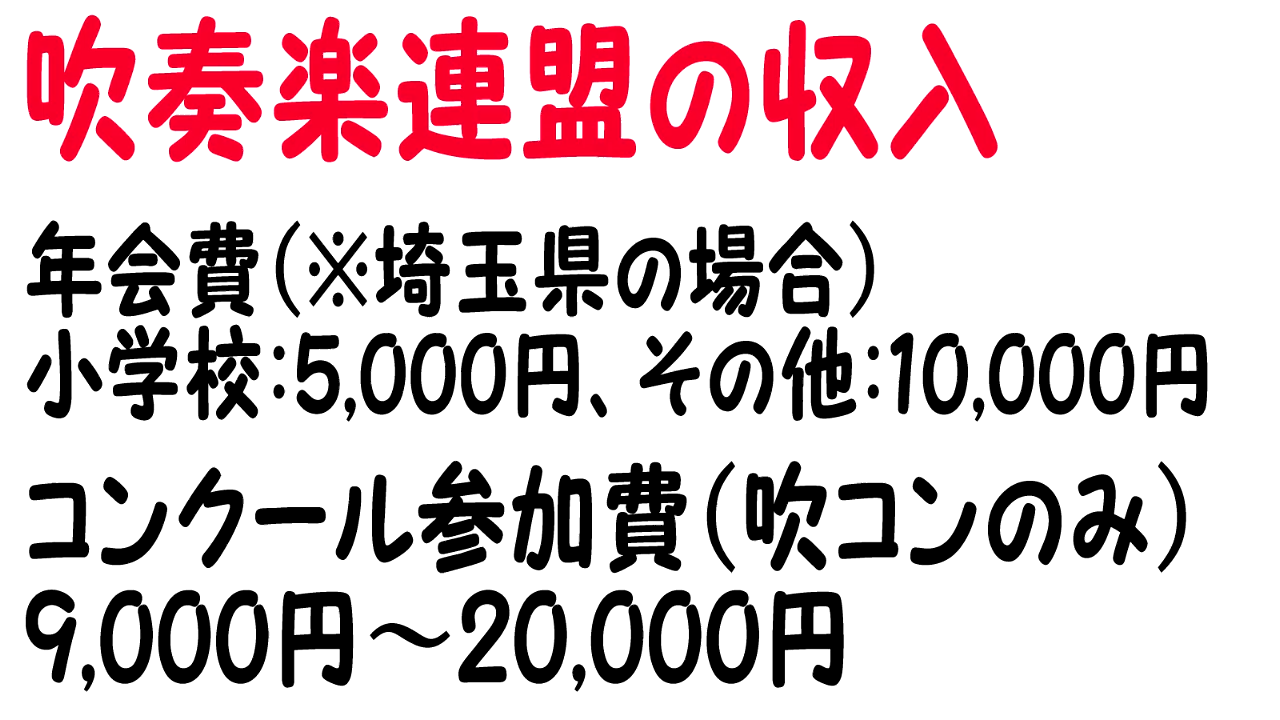 吹奏楽連盟の収入
年会費(※埼玉県の場合)
小学校:5,000円、その他:10,000円
コンクール参加費(吹コンのみ)
9,000円～20,000円